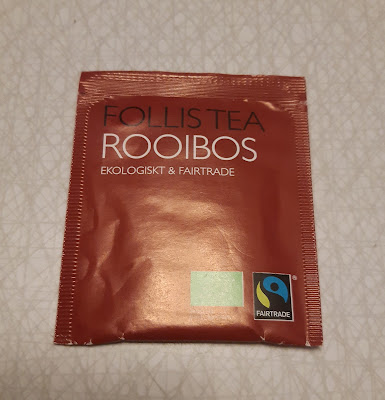 FOLLIS TEA
ROOIBOS
EKOLOGISKT & FAIRTRADE
FAIRTRADE
®